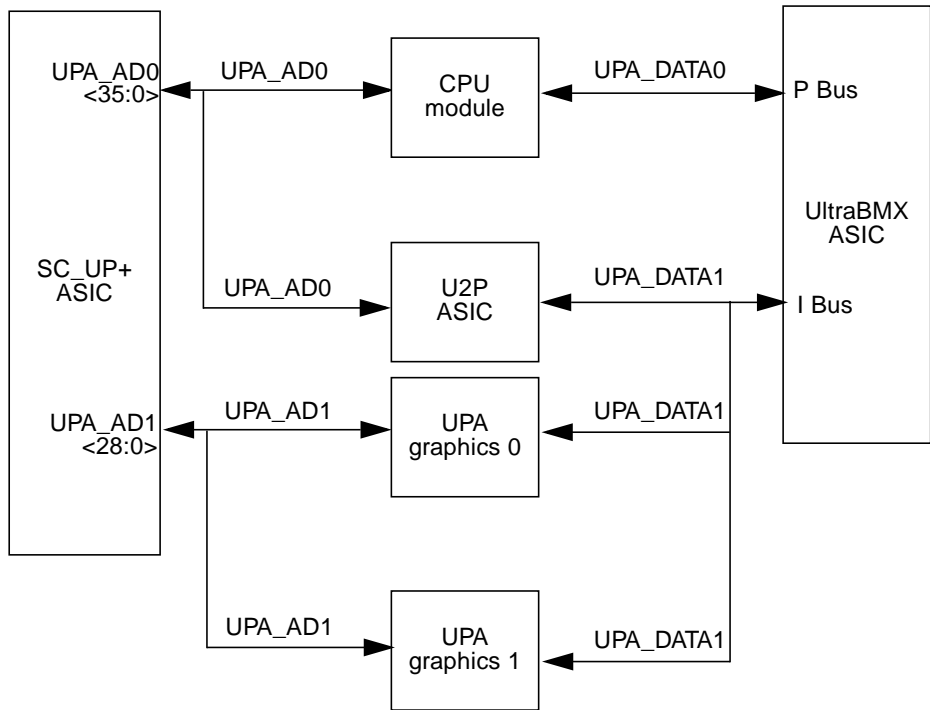 UPA_AD0
<35:0>
UPA_AD0
CPU
module
UPA_DATA0
P Bus
SC_UP+
ASIC
UPA_AD0
U2P
ASIC
UPA_DATA1
UltraBMX
ASIC
I Bus
UPA_AD1
<28:0>
UPA_AD1
UPA
graphics 0
UPA_DATA1
UPA_AD1
UPA
graphics 1
UPA_DATA1